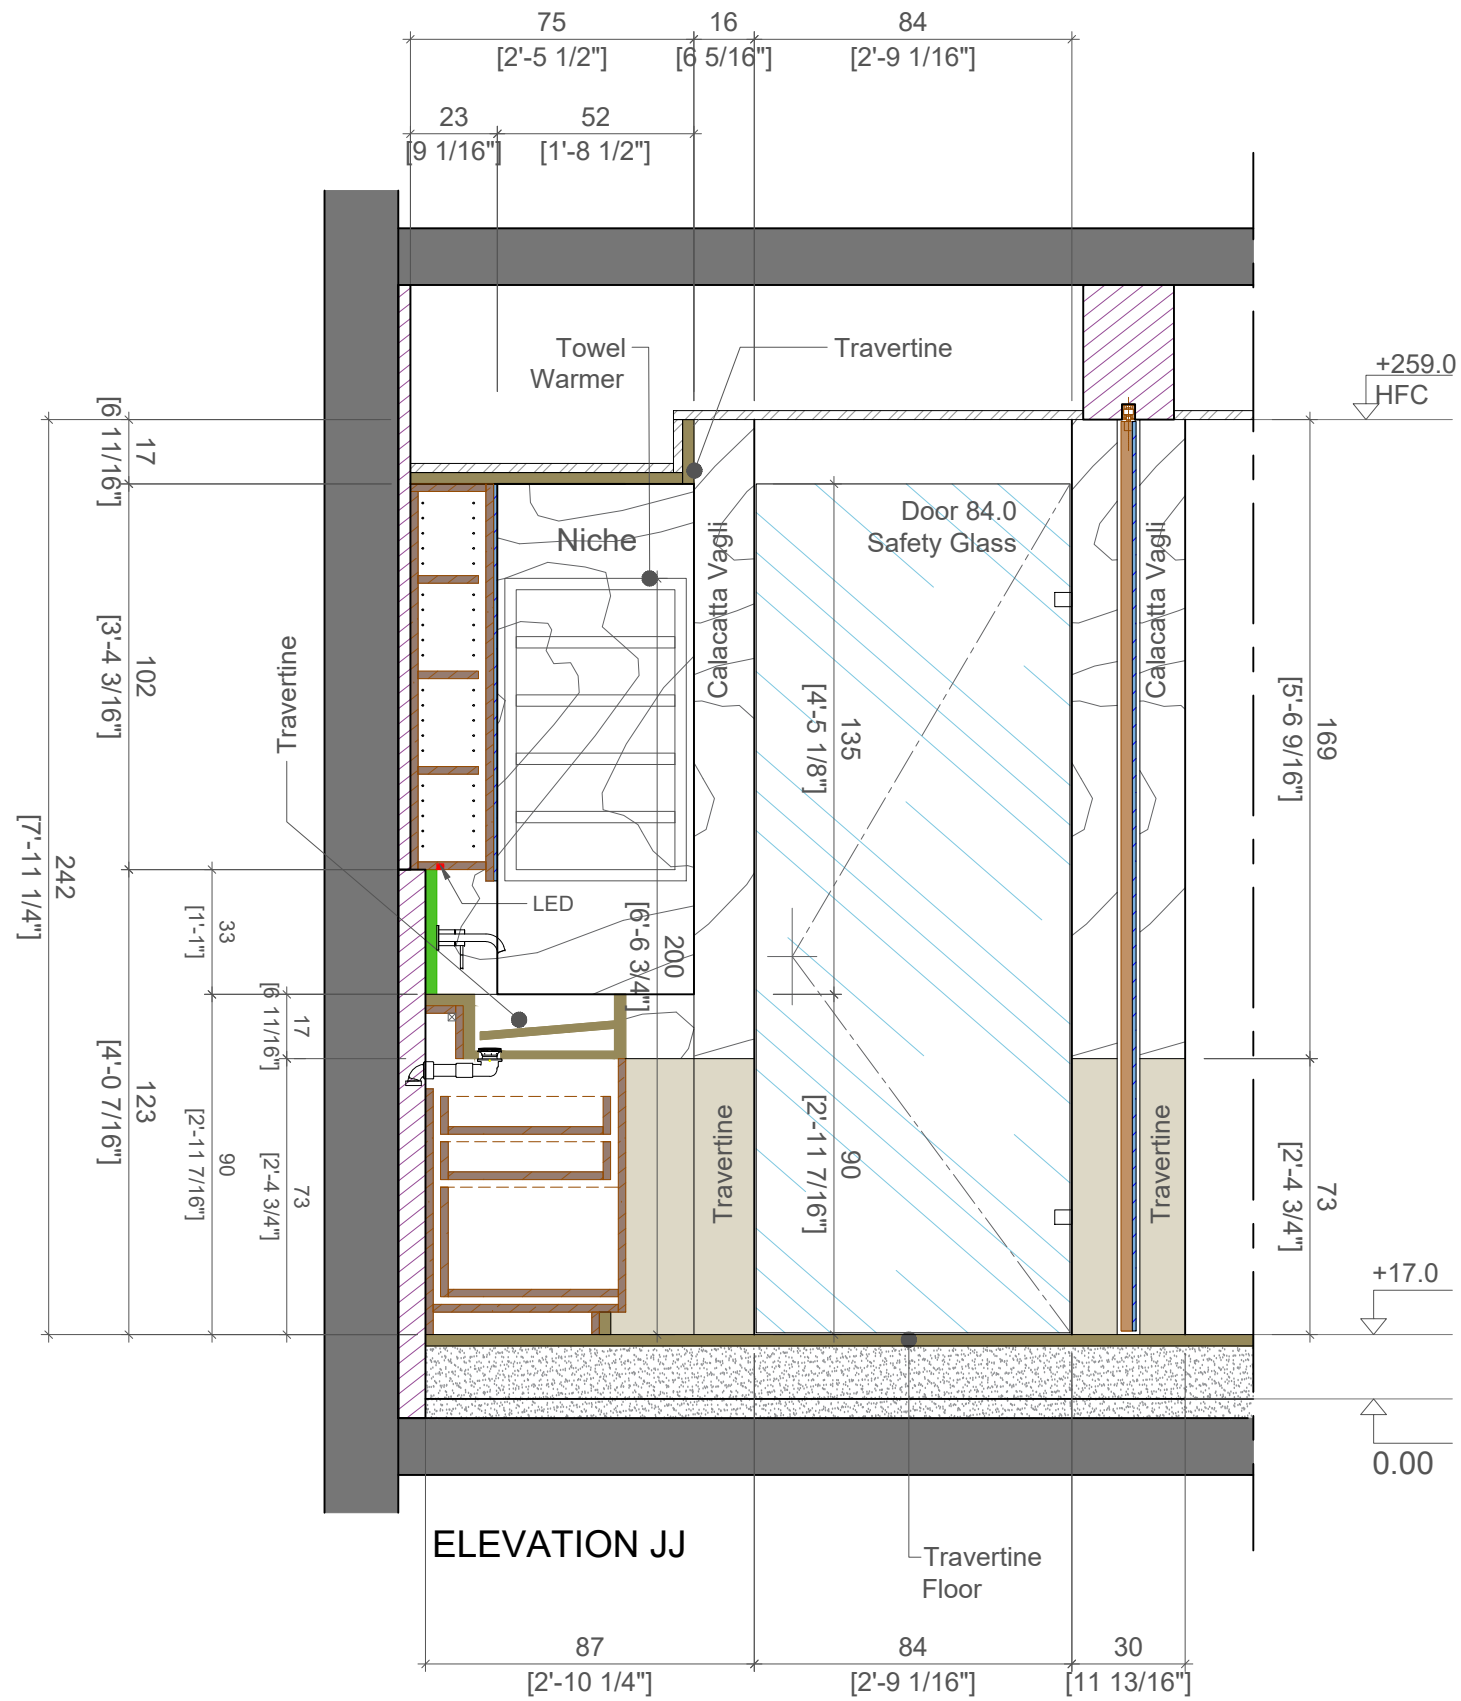 75
[2'-5 1/2"]
16
[6 5/16"]
84
[2'-9 1/16"]
23
[9 1/16"]
52
[1'-8 1/2"]
Towel
Warmer
Travertine
+259.0
HFC
17
[6 11/16"]
102
[3'-4 3/16"]
242
[7'-11 1/4"]
Travertine
Niche
Calacatta Vagli
Door 84.0
Safety Glass
Calacatta Vagli
135
[4'-5 1/8"]
169
[5'-6 9/16"]
LED
33
[1'-1"]
200
[6'-6 3/4"]
17
[6 11/16"]
123
[4'-0 7/16"]
90
[2'-11 7/16"]
73
[2'-4 3/4"]
Travertine
90
[2'-11 7/16"]
Travertine
73
[2'-4 3/4"]
+17.0
0.00
ELEVATION JJ
Travertine
Floor
87
[2'-10 1/4"]
84
[2'-9 1/16"]
30
[11 13/16"]